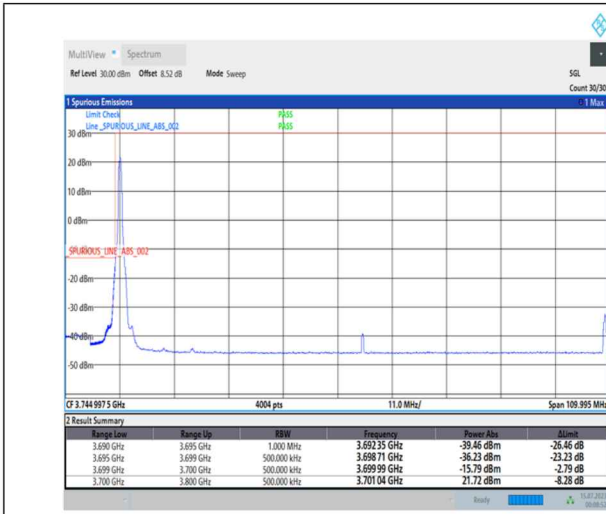 MultiView Spectrum
Ref Level 30.00 dBm Offset 8.52 dB Mode Sweep SGL
Count 30/30
1 Spurious Emissions 1 Max
Limit Check PASS
Line _SPURIOUS_LINE_ABS_002 PASS
30 dBm
20 dBm
10 dBm
0 dBm
_SPURIOUS_LINE_ABS_002
-20 dBm
-30 dBm
-40 dBm
-50 dBm
CF 3.744 997 5 GHz 4004 pts 11.0 MHz/ Span 109.995 MHz
2 Result Summary
Range Low Range Up RBW Frequency Power Abs ΔLimit
3.690 GHz 3.695 GHz 1.000 MHz 3.692 35 MHz -39.46 dBm -26.46 dB
3.695 GHz 3.699 GHz 500.000 kHz 3.698 71 GHz -36.23 dBm -23.23 dB
3.699 GHz 3.700 GHz 500.000 kHz 3.699 99 GHz -15.79 dBm -2.79 dB
3.700 GHz 3.800 GHz 500.000 kHz 3.701 04 GHz 21.72 dBm -8.28 dB
Ready